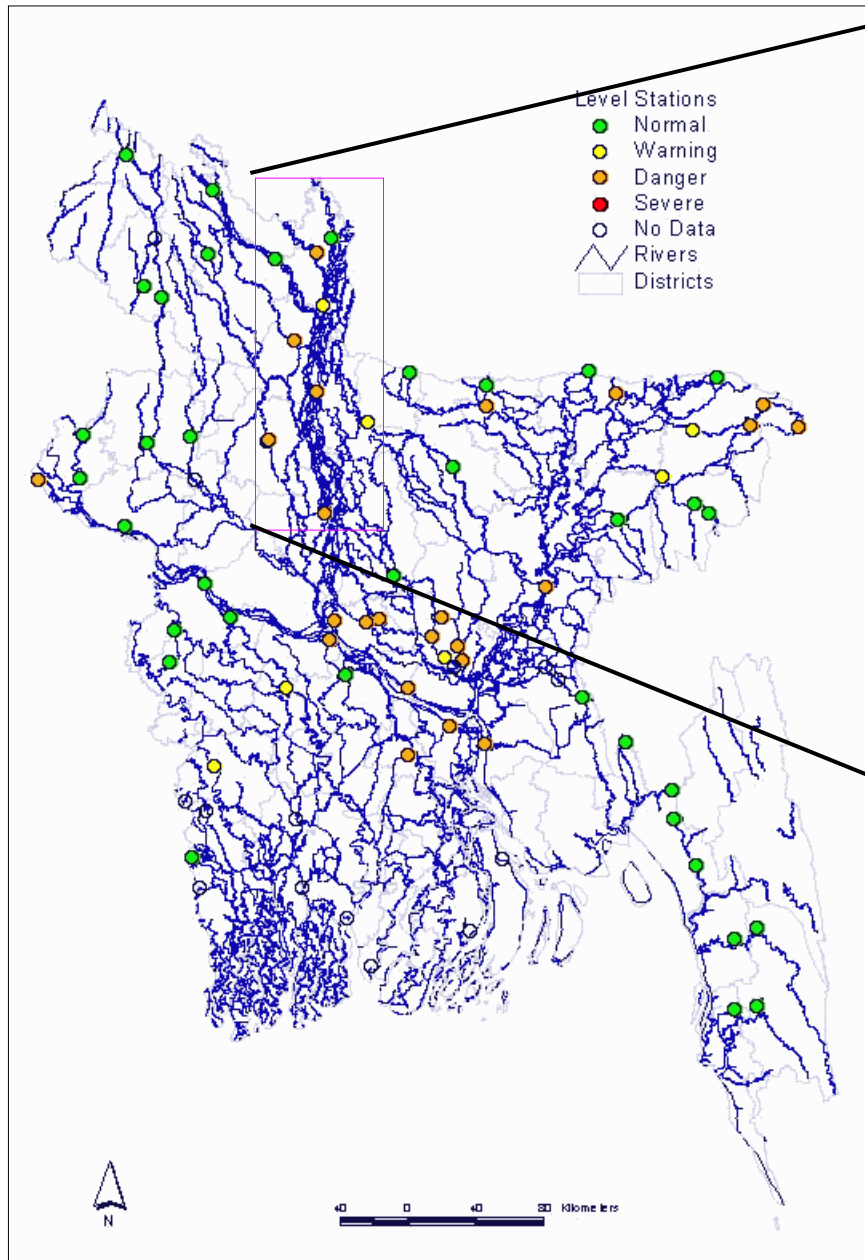 Level Stations
Normal
Warning
Danger
Severe
No Data
Rivers
Districts
N
40 0 40 80 Kilometers